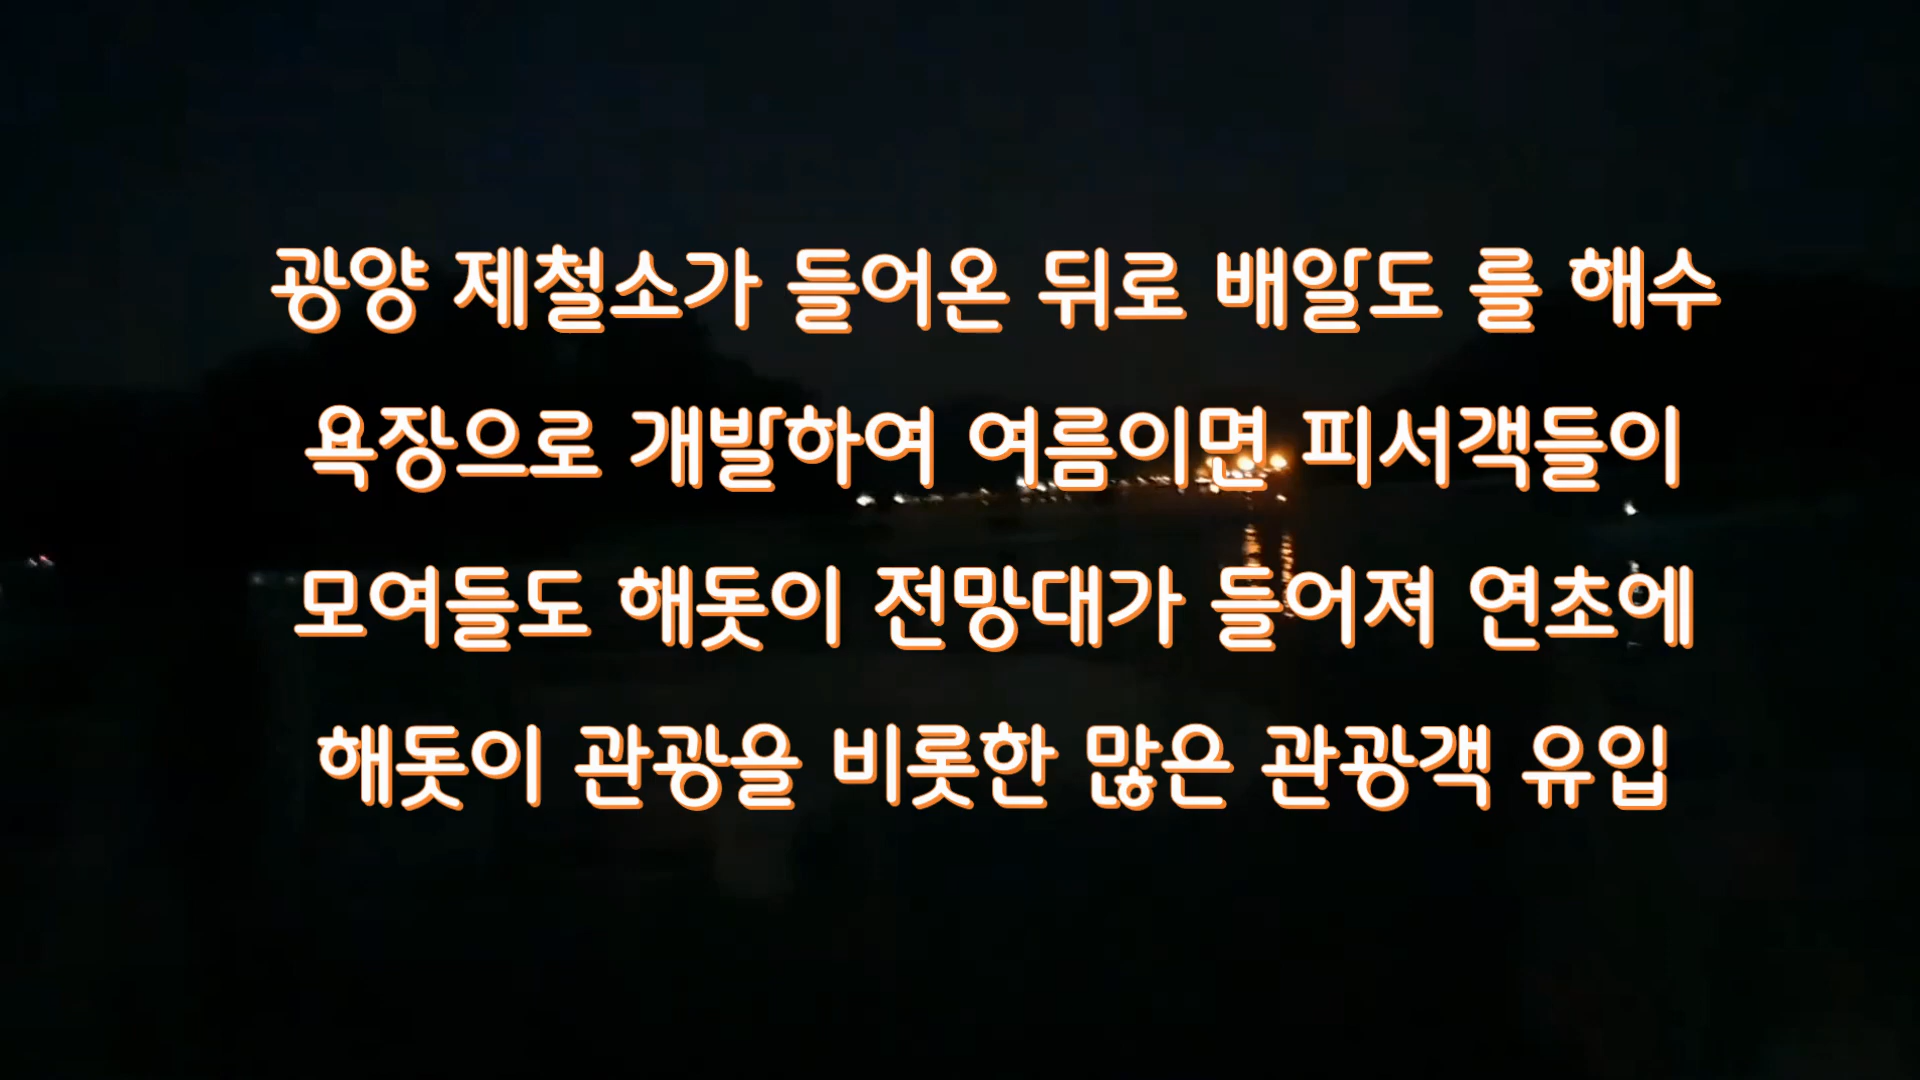 광양 제철소가 들어온 뒤로 배알도 를 해수
욕장으로 개발하여 여름이면 피서객들이
모여들도 해돗이 전망대가 들어져 연초에
해돗이 관광을 비롯한 많은 관광객 유입